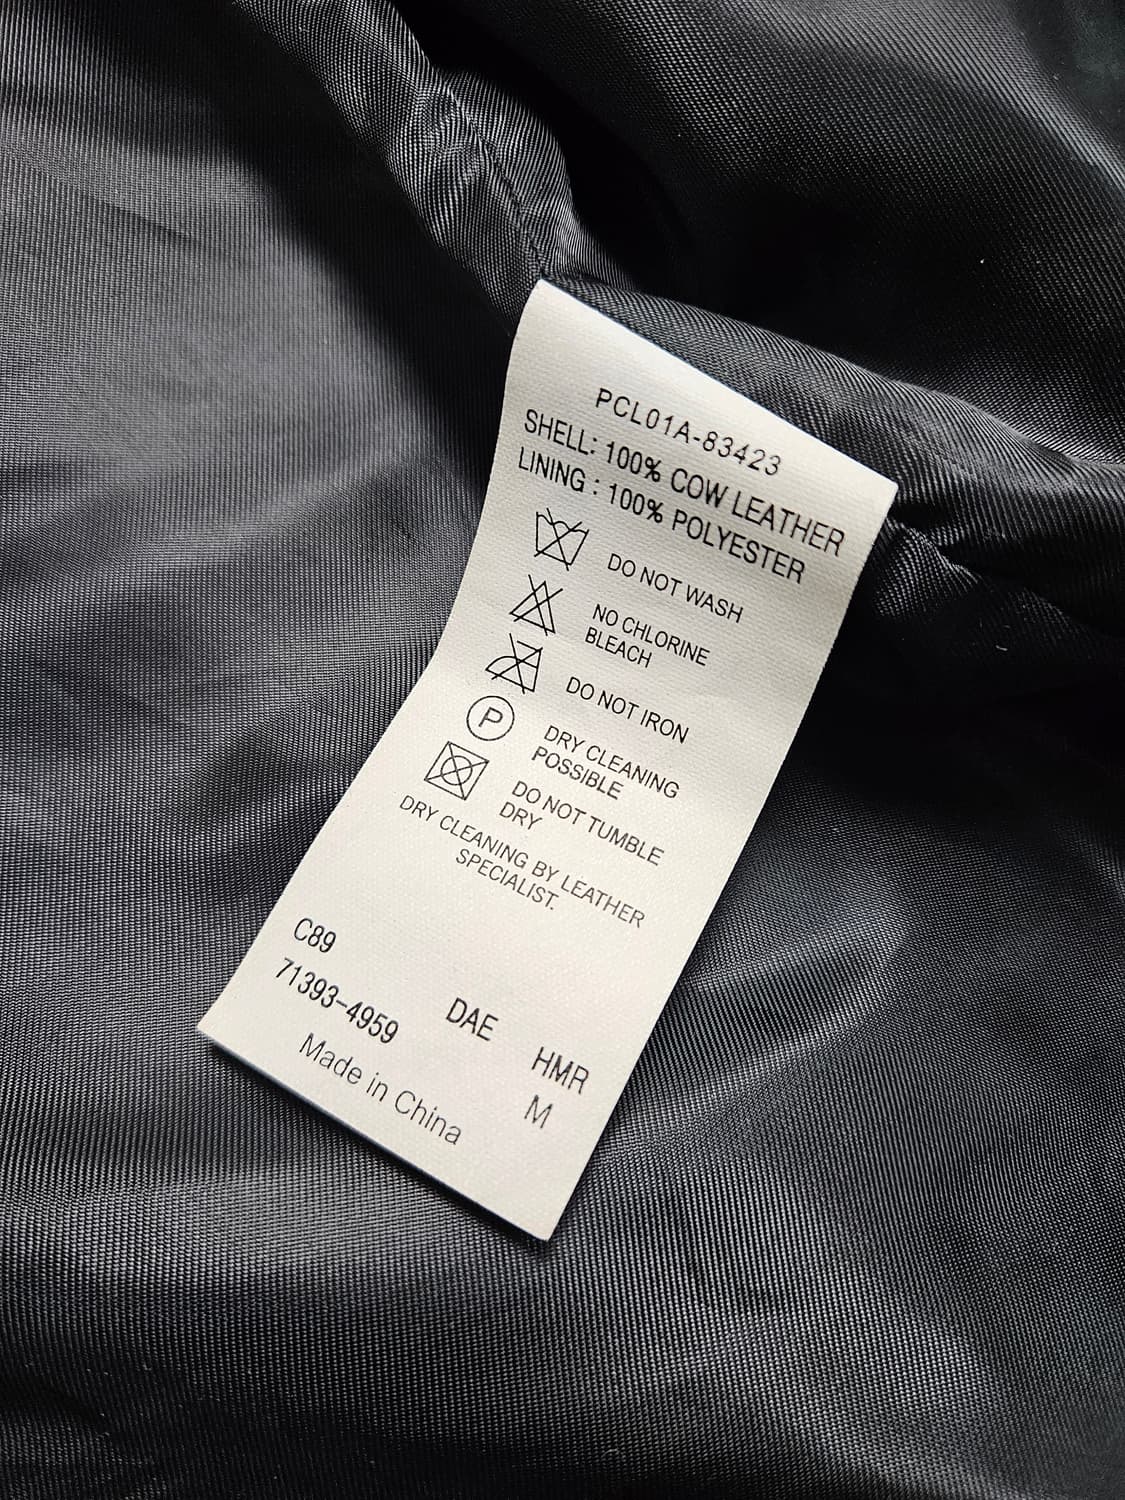 PCL01A-83423
SHELL: 100% COW LEATHER
LINING : 100% POLYESTER
DO NOT WASH
NO CHLORINE
BLEACH
DO NOT IRON
P
DRY CLEANING
POSSIBLE
DO NOT TUMBLE
DRY
DRY CLEANING BY LEATHER
SPECIALIST.
C89
71393-4959 DAE HMR
Made in China M